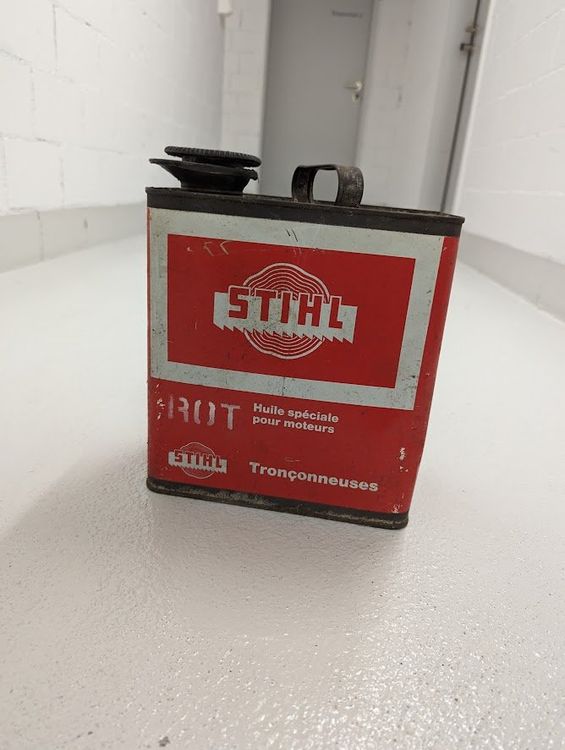 STIHL
ROT
Huile spéciale
pour moteurs
STIHL
Tronçonneuses